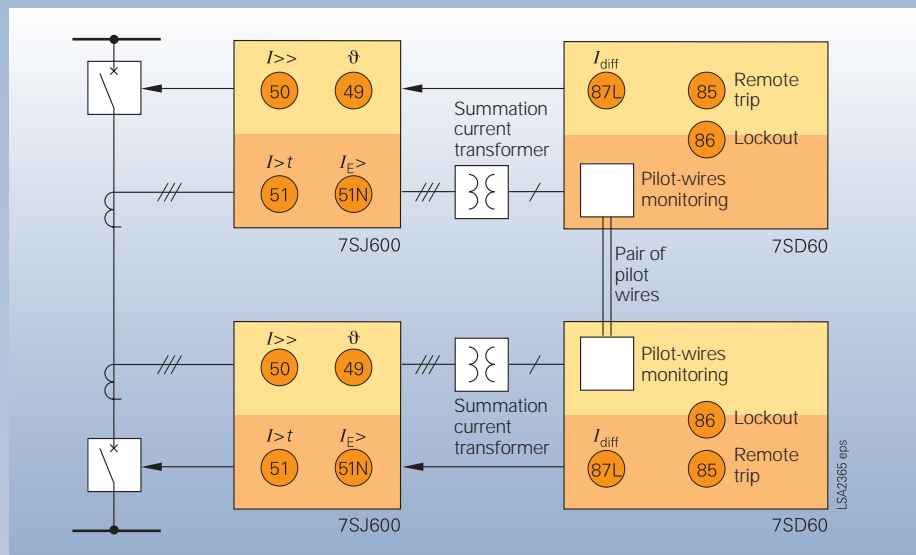 I>>
ϑ
50
49
I>t
IE>
51
51N
7SJ600
Summation
current
transformer
Idiff
87L
85
Remote
trip
86
Lockout
Pilot-wires
monitoring
7SD60
Pair of
pilot
wires
I>>
ϑ
50
49
I>t
IE>
51
51N
7SJ600
Summation
current
transformer
Pilot-wires
monitoring
86
Lockout
Idiff
87L
85
Remote
trip
7SD60
LSA2365 eps